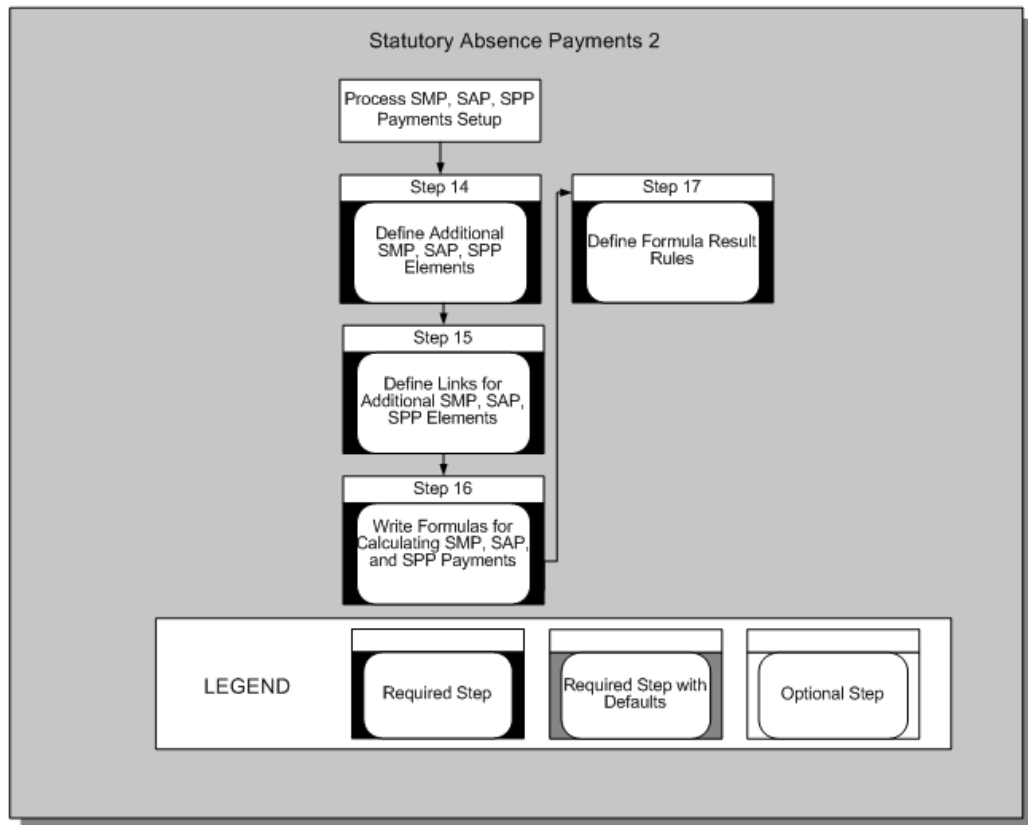 Statutory Absence Payments 2
Process SMP, SAP, SPP
Payments Setup
Step 14
Define Additional
SMP, SAP, SPP
Elements
Step 15
Define Links for
Additional SMP, SAP,
SPP Elements
Step 16
Write Formulas for
Calculating SMP, SAP,
and SPP Payments
Step 17
Define Formula Result
Rules
LEGEND
Required Step
Required Step with
Defaults
Optional Step